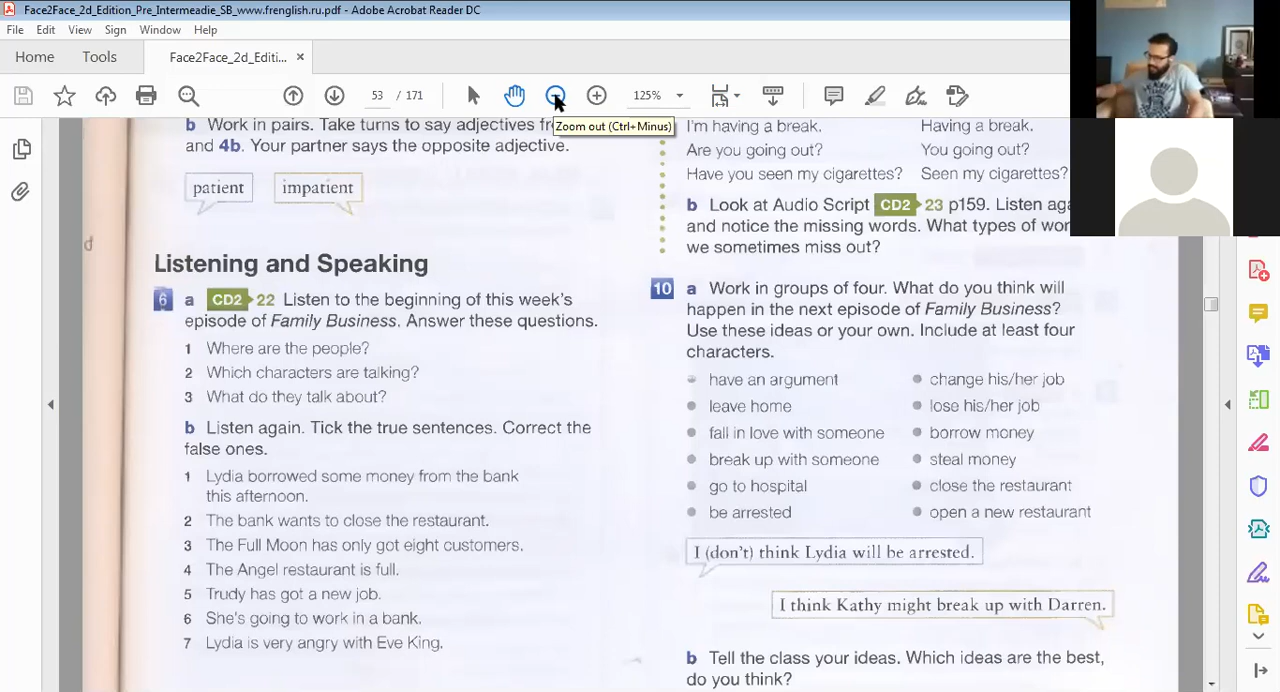 Face2Face_2d_Edition_Pre_Intermeadie_SB_www.frenglish.ru.pdf - Adobe Acrobat Reader DC
File Edit View Sign Window Help
Home Tools Face2Face_2d_Editi... ×
53 / 171 125%
Zoom out (Ctrl+Minus)
b Work in pairs. Take turns to say adjectives fr
and 4b. Your partner says the opposite adjective.
patient impatient
Listening and Speaking
6 a CD2 22 Listen to the beginning of this week's
episode of Family Business. Answer these questions.
1 Where are the people?
2 Which characters are talking?
3 What do they talk about?
b Listen again. Tick the true sentences. Correct the
false ones.
1 Lydia borrowed some money from the bank
this afternoon.
2 The bank wants to close the restaurant.
3 The Full Moon has only got eight customers.
4 The Angel restaurant is full.
5 Trudy has got a new job.
6 She's going to work in a bank.
7 Lydia is very angry with Eve King.
I'm having a break. Having a break.
Are you going out? You going out?
Have you seen my cigarettes? Seen my cigarettes?
b Look at Audio Script CD2 23 p159. Listen aga
and notice the missing words. What types of wor
we sometimes miss out?
10 a Work in groups of four. What do you think will
happen in the next episode of Family Business?
Use these ideas or your own. Include at least four
characters.
have an argument change his/her job
leave home lose his/her job
fall in love with someone borrow money
break up with someone steal money
go to hospital close the restaurant
be arrested open a new restaurant
I (don't) think Lydia will be arrested.
I think Kathy might break up with Darren.
b Tell the class your ideas. Which ideas are the best,
do you think?